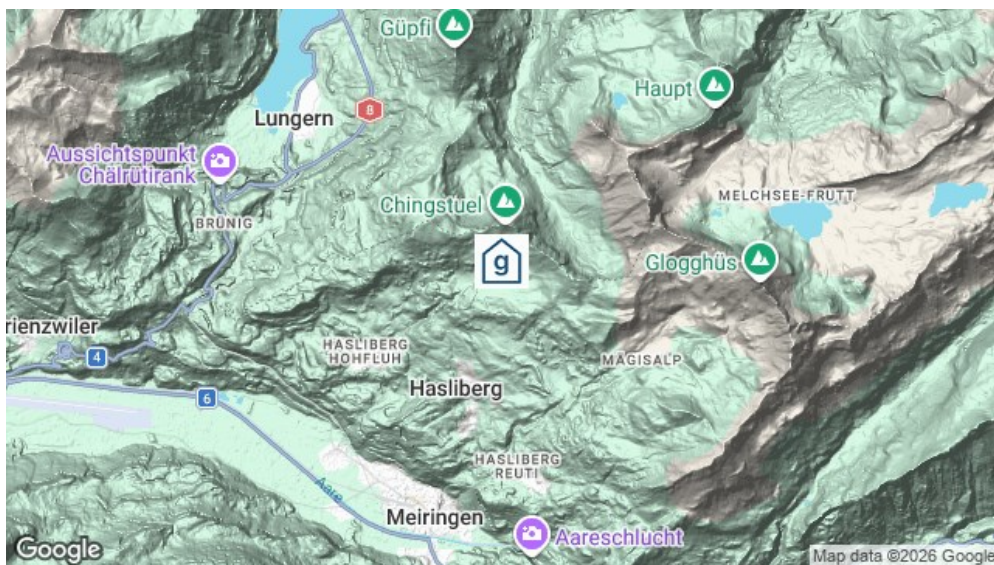 Güpfi
Haupt
8
Lungern
Aussichtspunkt
Chälrütirank
MELCHSEE-FRUTT
Chingstuel
BRÜNIG
g
Glogghüs
rienzwiler
4
HASLIBERG
HOHFLUH
MÄGISALP
Hasliberg
6
HASLIBERG
REUTI
Aare
Meiringen
Aareschlucht
Google
Map data ©2026 Google